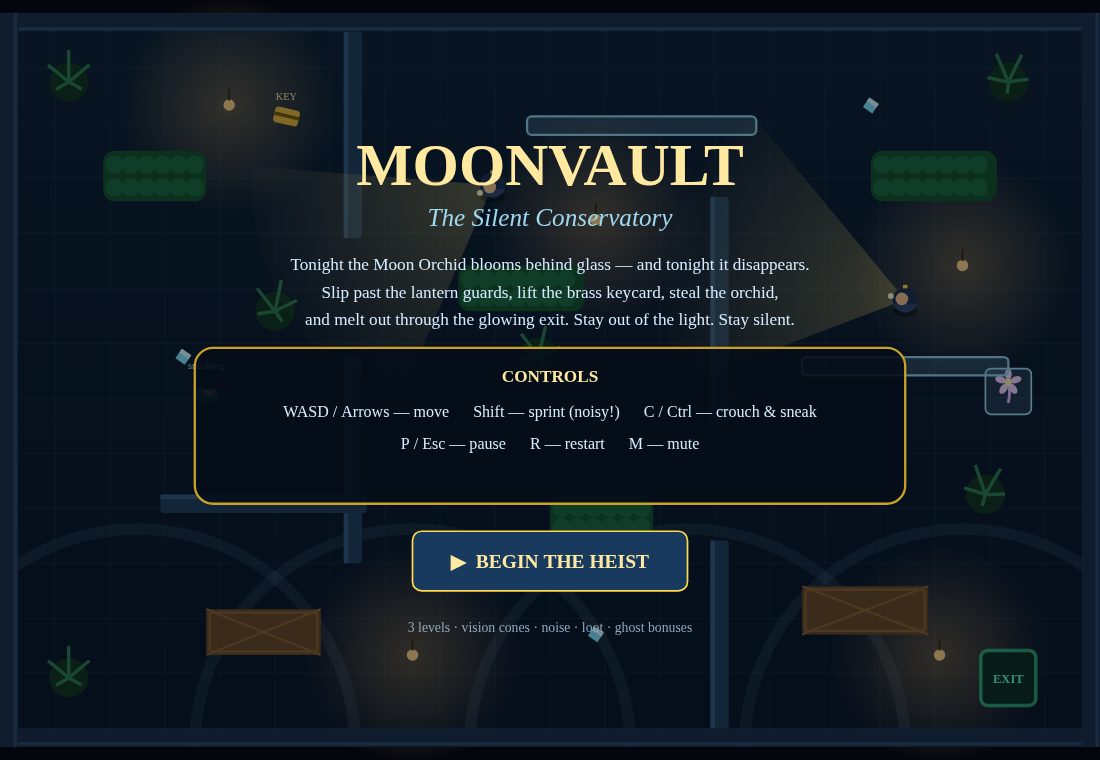 KEY
MOONVAULT
The Silent Conservatory
Tonight the Moon Orchid blooms behind glass — and tonight it disappears.
Slip past the lantern guards, lift the brass keycard, steal the orchid,
and melt out through the glowing exit. Stay out of the light. Stay silent.
CONTROLS
WASD / Arrows — move Shift — sprint (noisy!) C / Ctrl — crouch & sneak
P / Esc — pause R — restart M — mute
▶ BEGIN THE HEIST
3 levels · vision cones · noise · loot · ghost bonuses
EXIT